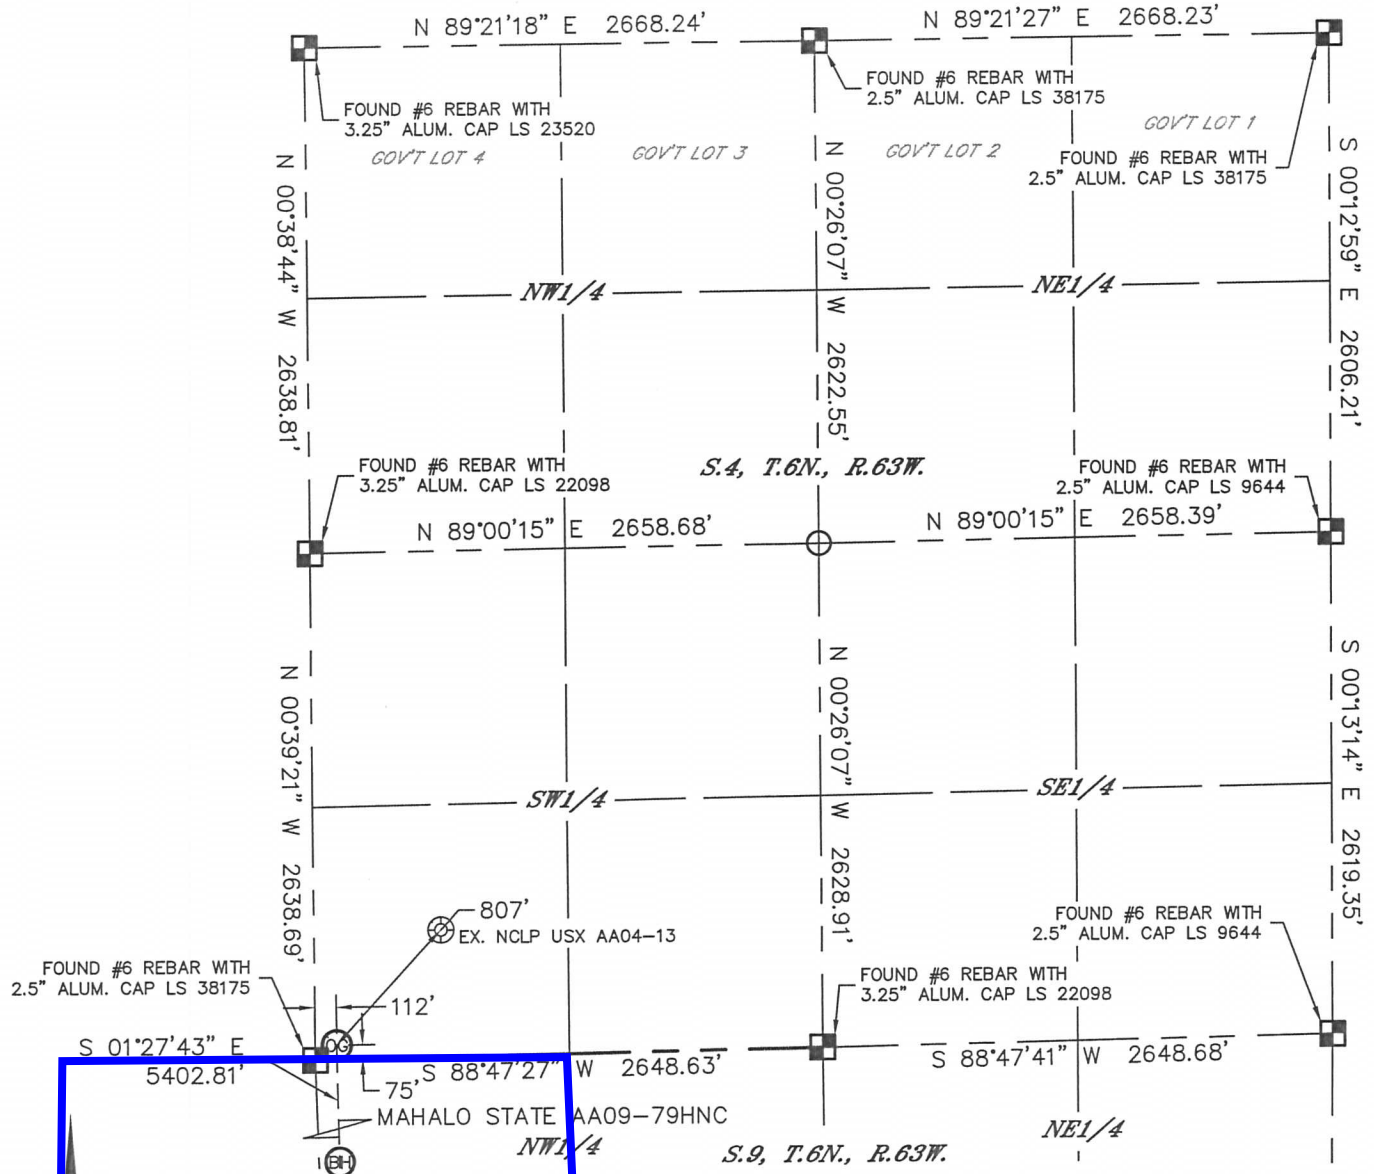 N 89°21'18" E 2668.24'
N 89°21'27" E 2668.23'
FOUND #6 REBAR WITH
3.25" ALUM. CAP LS 23520
FOUND #6 REBAR WITH
2.5" ALUM. CAP LS 38175
GOV'T LOT 1
GOV'T LOT 4
GOV'T LOT 3
GOV'T LOT 2
FOUND #6 REBAR WITH
2.5" ALUM. CAP LS 38175
N 00°38'44" W 2638.81'
N 00°26'07" W 2622.55'
S 00°12'59" E 2606.21'
NW1/4
NE1/4
FOUND #6 REBAR WITH
3.25" ALUM. CAP LS 22098
S.4, T.6N., R.63W.
FOUND #6 REBAR WITH
2.5" ALUM. CAP LS 9644
N 89°00'15" E 2658.68'
N 89°00'15" E 2658.39'
N 00°39'21" W 2638.69'
N 00°26'07" W 2628.91'
S 00°13'14" E 2619.35'
SW1/4
SE1/4
807'
EX. NCLP USX AA04-13
FOUND #6 REBAR WITH
2.5" ALUM. CAP LS 9644
FOUND #6 REBAR WITH
2.5" ALUM. CAP LS 38175
FOUND #6 REBAR WITH
3.25" ALUM. CAP LS 22098
112'
OG
S 01°27'43" E
5402.81'
S 88°47'27" W 2648.63'
S 88°47'41" W 2648.68'
75'
MAHALO STATE AA09-79HNC
NW1/4
NE1/4
S.9, T.6N., R.63W.
BH